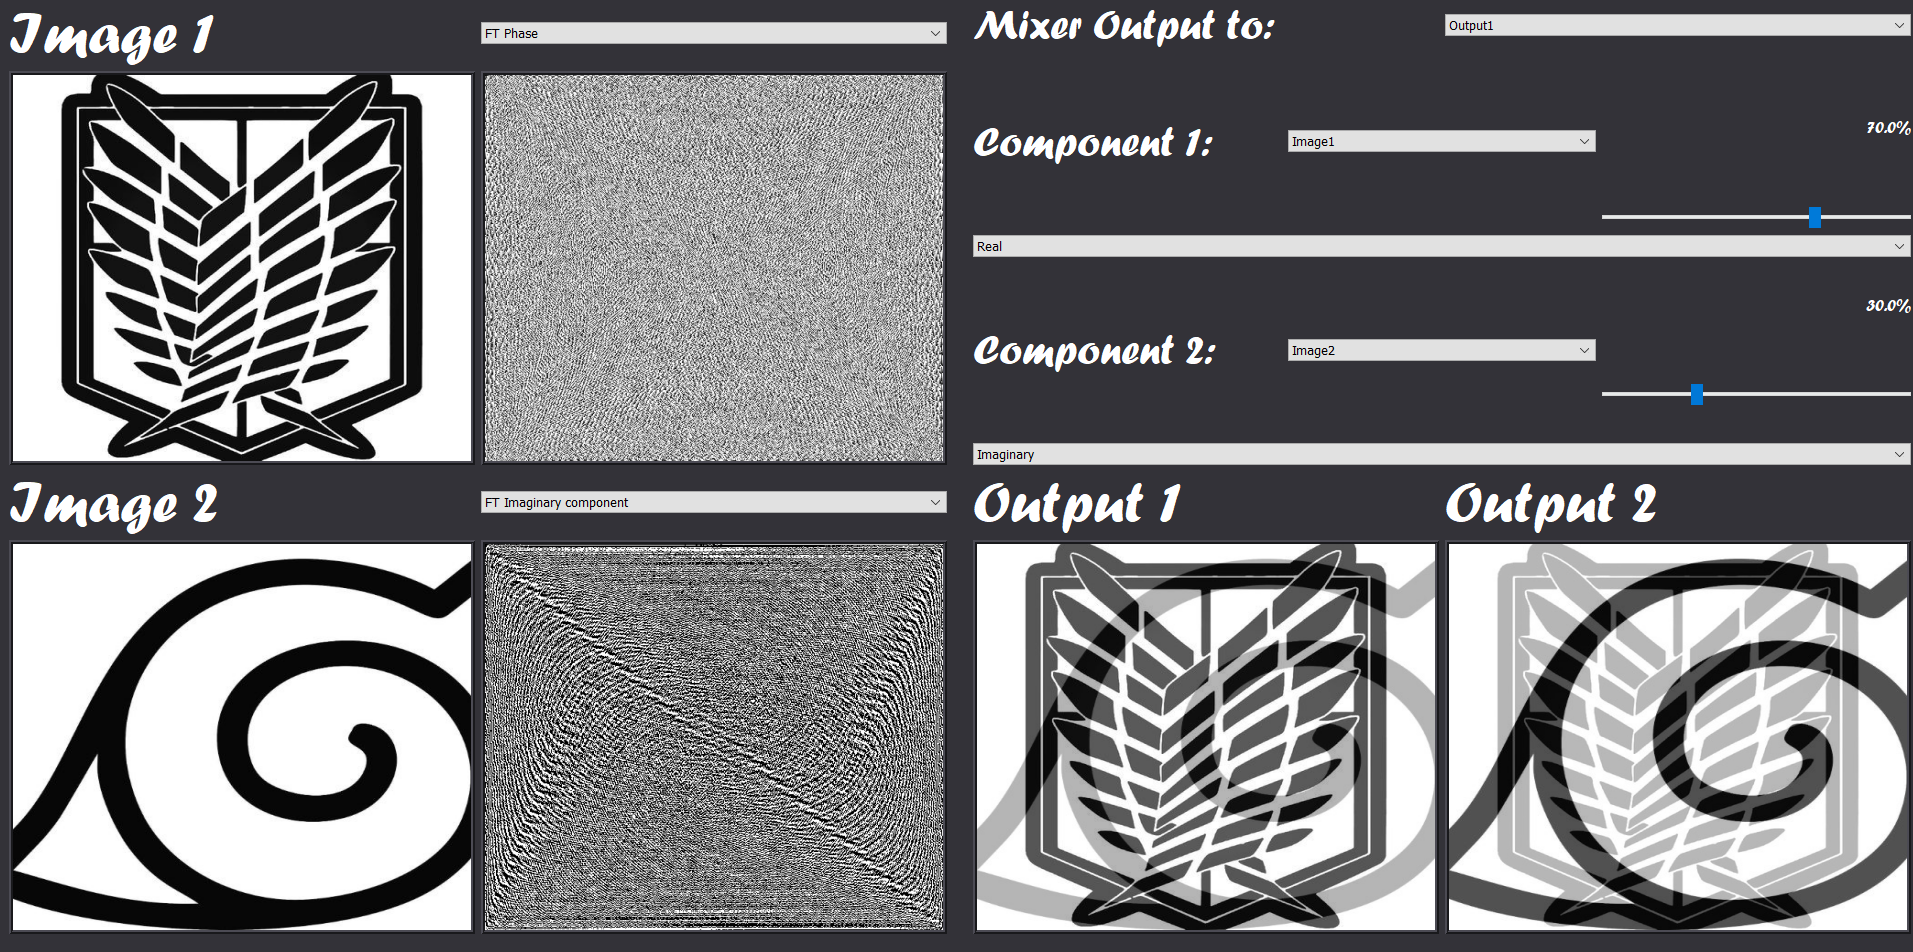 Image 1
FT Phase
Mixer Output to:
Output1
Component 1:
Image1
70.0%
Real
30.0%
Component 2:
Image2
Imaginary
Image 2
FT Imaginary component
Output 1
Output 2